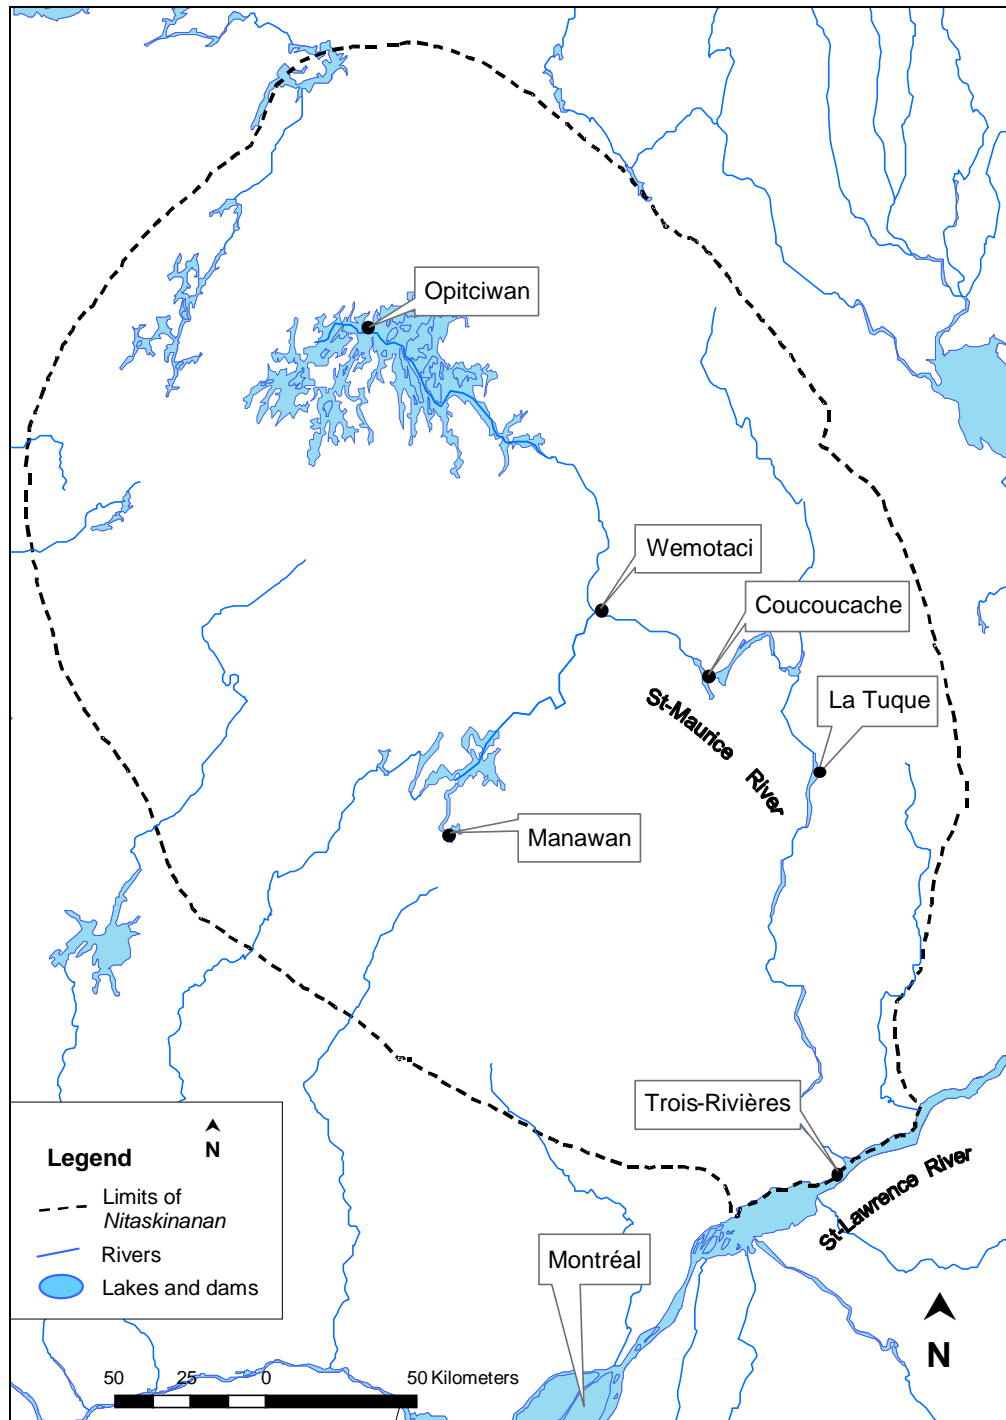 Opitciwan
Wemotaci
Coucoucache
La Tuque
St-Maurice River
Manawan
Trois-Rivières
St-Lawrence River
Montréal
N
Legend
Limits of
Nitaskinanan
Rivers
Lakes and dams
N
50 25 0 50 Kilometers